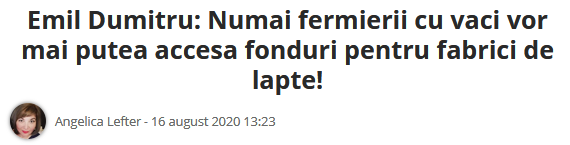 Emil Dumitru: Numai fermierii cu vaci vor
mai putea accesa fonduri pentru fabrici de
lapte!
Angelica Lefter - 16 august 2020 13:23